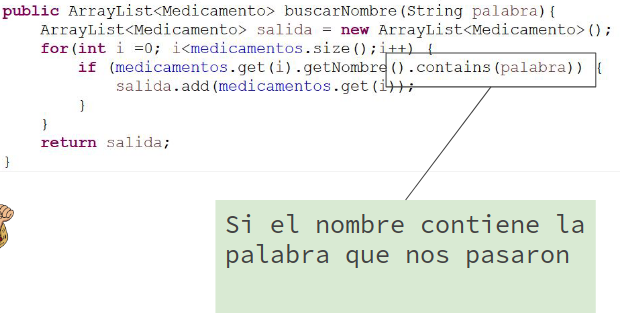 public ArrayList<Medicamento> buscarNombre(String palabra){
ArrayList<Medicamento> salida = new ArrayList<Medicamento>();
for(int i =0; i<medicamentos.size();i++) {
if (medicamentos.get(i).getNombre().contains(palabra)) {
salida.add(medicamentos.get(i));
}
}
return salida;
}
Si el nombre contiene la
palabra que nos pasaron